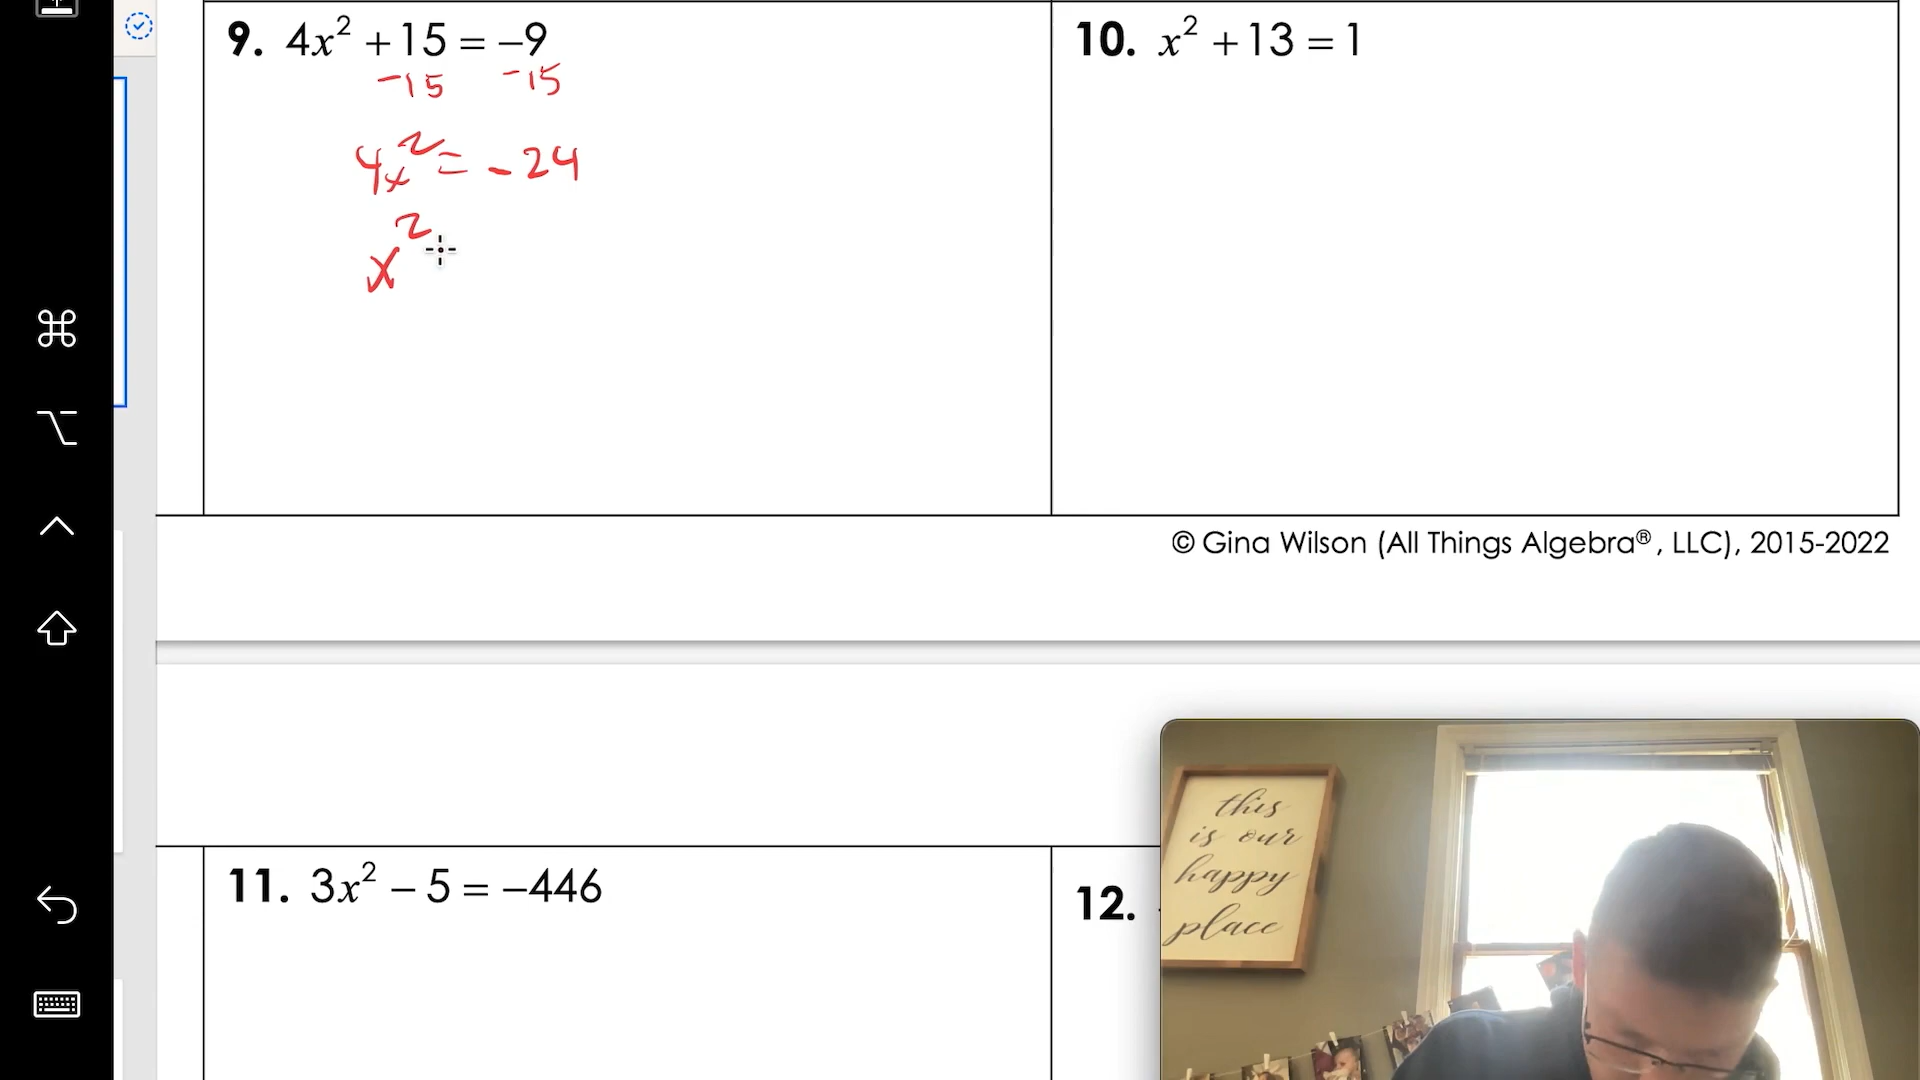 9. 4x² + 15 = –9
-15 -15
4x² = -24
x²
10. x² + 13 = 1
© Gina Wilson (All Things Algebra®, LLC), 2015-2022
11. 3x² – 5 = –446
12.
this
is our
happy
place